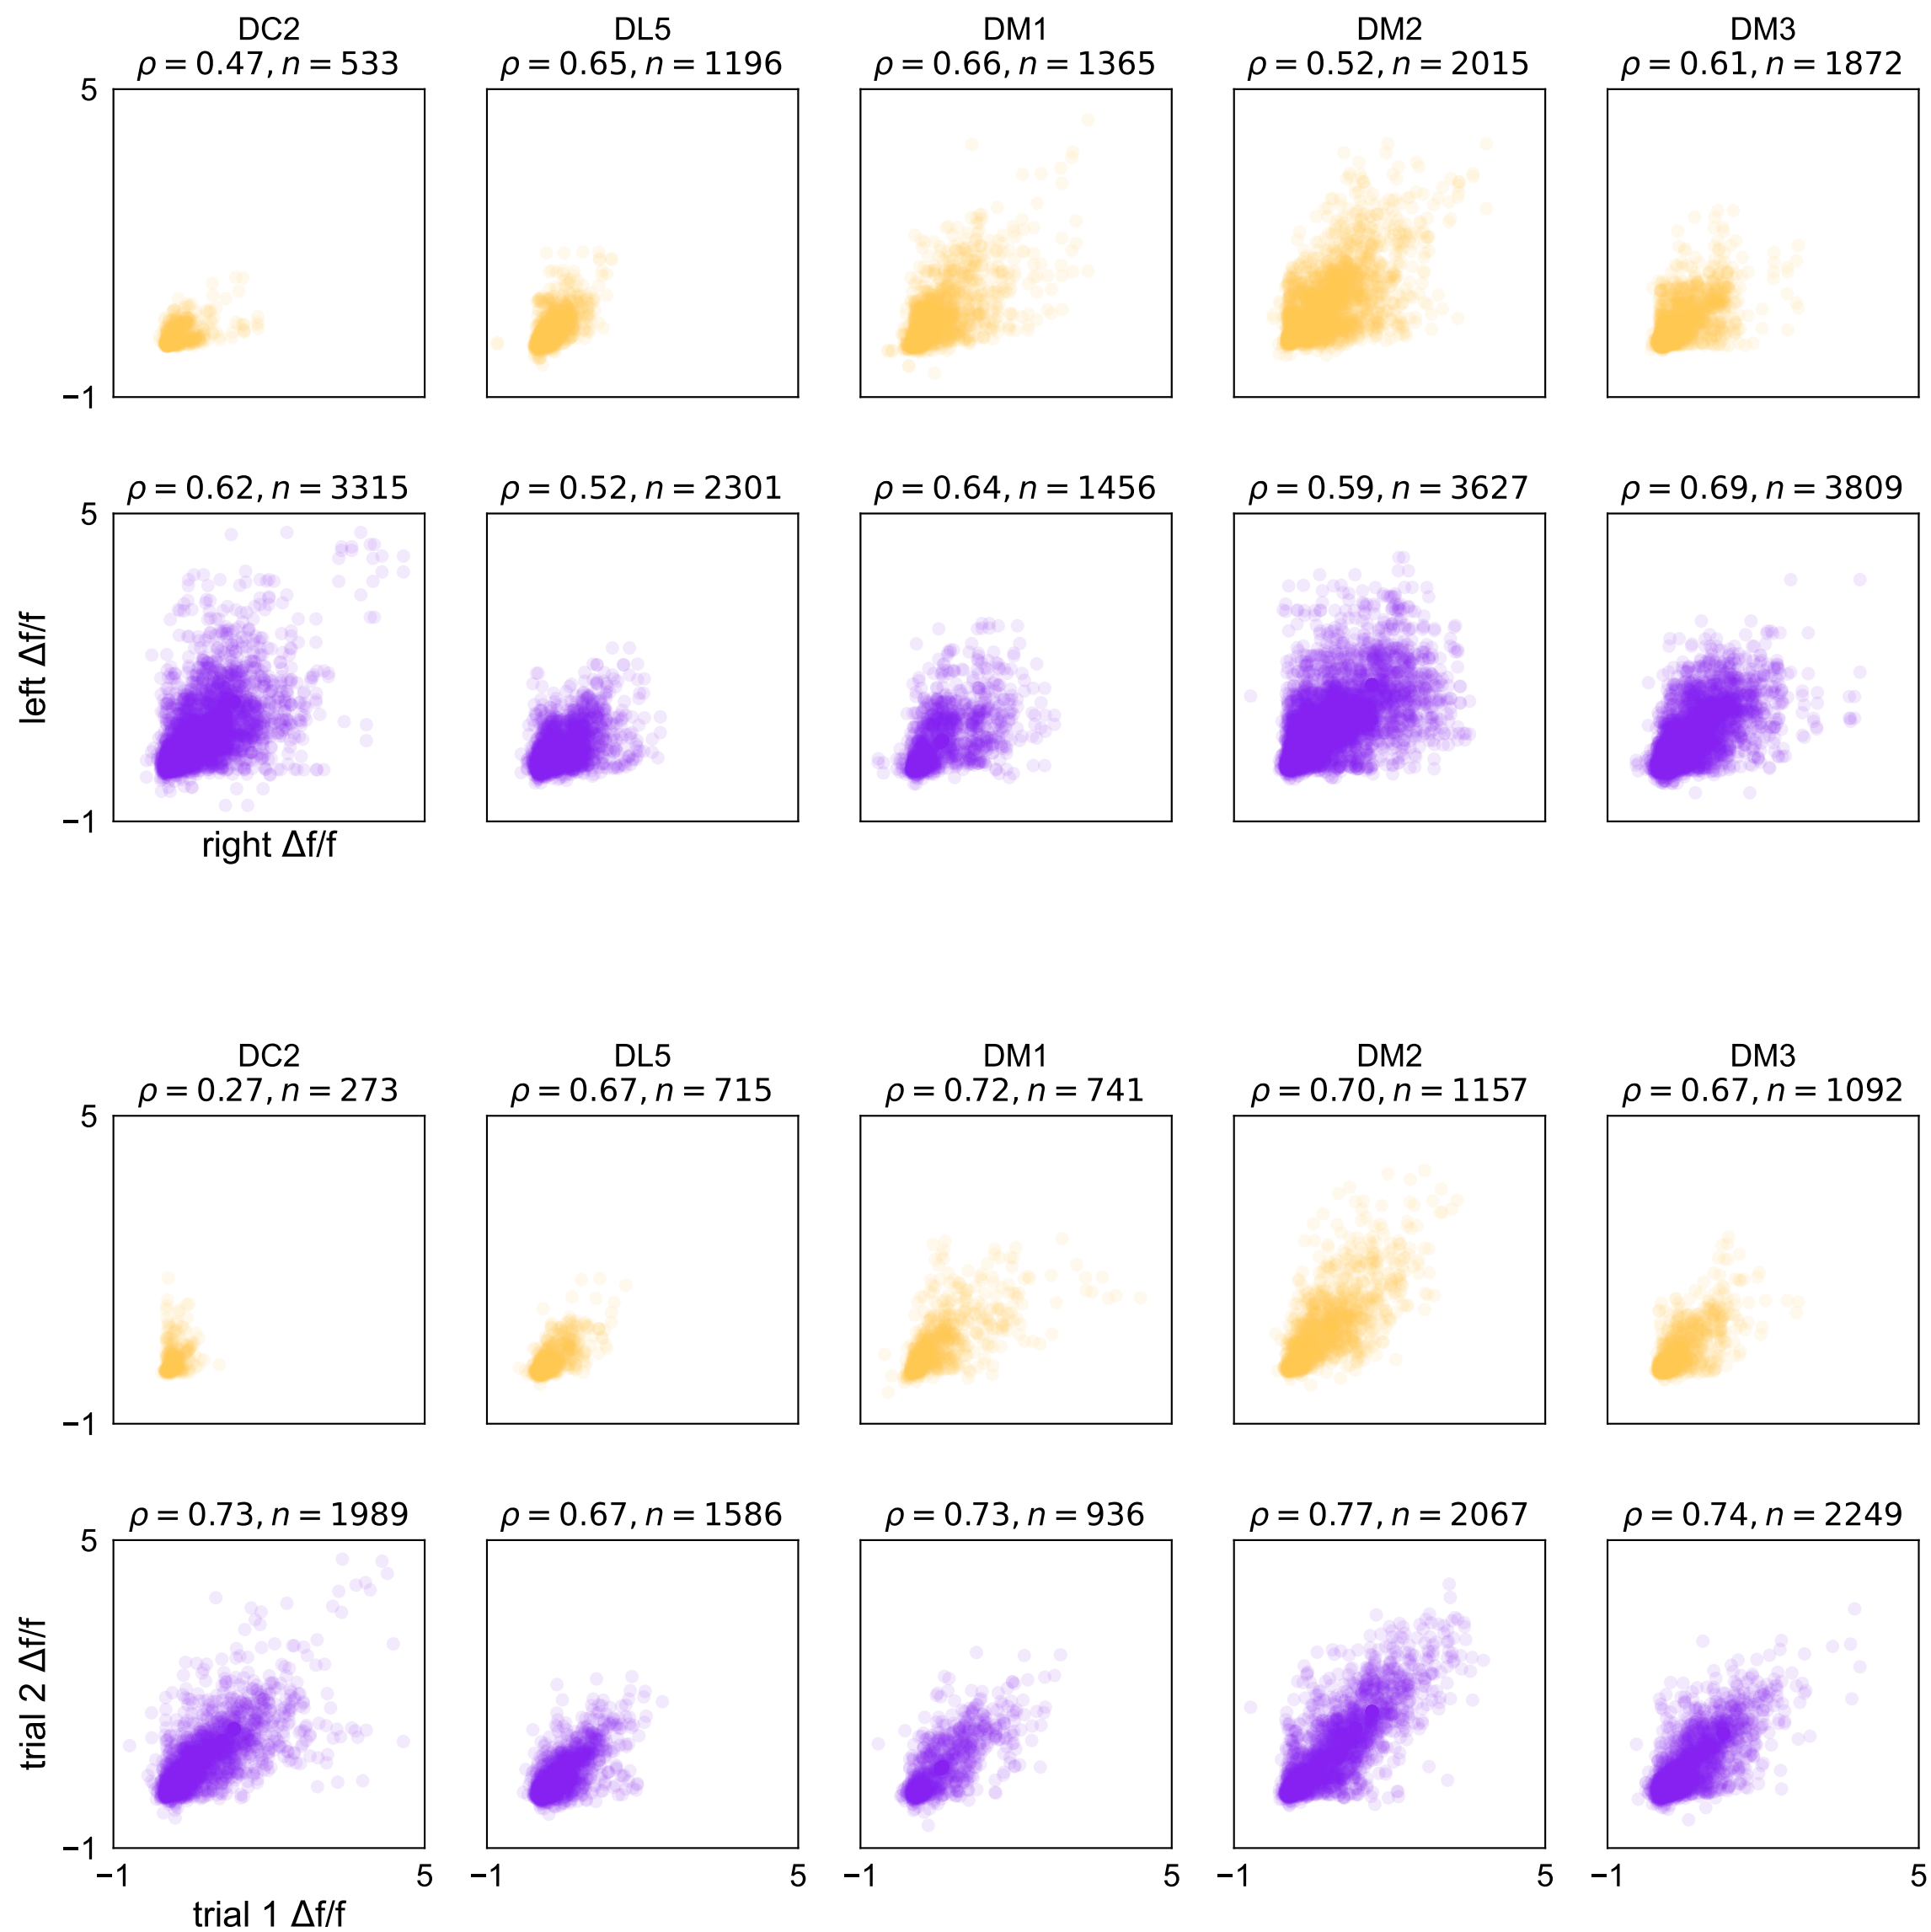 DC2 DL5 DM1 DM2 DM3
ρ = 0.47, n = 533 ρ = 0.65, n = 1196 ρ = 0.66, n = 1365 ρ = 0.52, n = 2015 ρ = 0.61, n = 1872
5
−1
ρ = 0.62, n = 3315 ρ = 0.52, n = 2301 ρ = 0.64, n = 1456 ρ = 0.59, n = 3627 ρ = 0.69, n = 3809
5
left Δf/f
−1
right Δf/f
DC2 DL5 DM1 DM2 DM3
ρ = 0.27, n = 273 ρ = 0.67, n = 715 ρ = 0.72, n = 741 ρ = 0.70, n = 1157 ρ = 0.67, n = 1092
5
−1
ρ = 0.73, n = 1989 ρ = 0.67, n = 1586 ρ = 0.73, n = 936 ρ = 0.77, n = 2067 ρ = 0.74, n = 2249
5
trial 2 Δf/f
−1
−1 5 −1 5 −1 5 −1 5 −1 5
trial 1 Δf/f